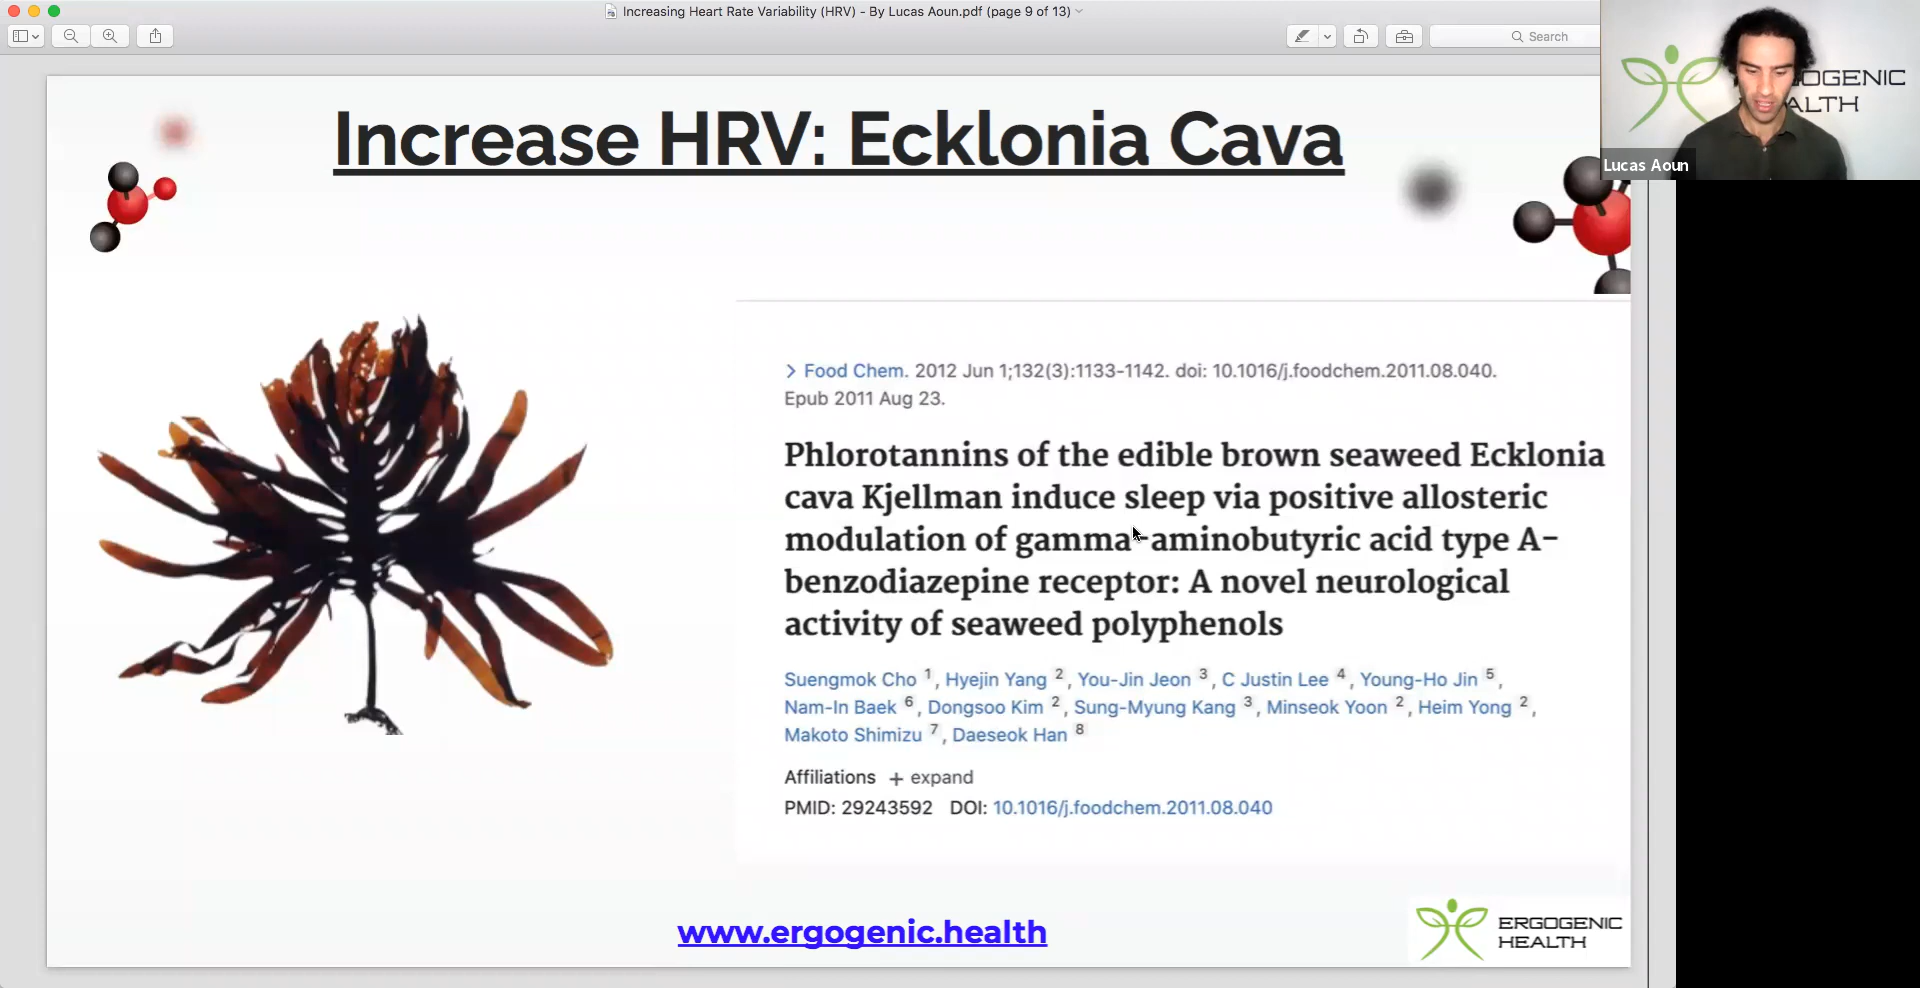 Increasing Heart Rate Variability (HRV) - By Lucas Aoun.pdf (page 9 of 13)
Search
OGENIC
ALTH
Lucas Aoun
Increase HRV: Ecklonia Cava
> Food Chem. 2012 Jun 1;132(3):1133-1142. doi: 10.1016/j.foodchem.2011.08.040.
Epub 2011 Aug 23.
Phlorotannins of the edible brown seaweed Ecklonia
cava Kjellman induce sleep via positive allosteric
modulation of gamma-aminobutyric acid type A-
benzodiazepine receptor: A novel neurological
activity of seaweed polyphenols
Suengmok Cho 1, Hyejin Yang 2, You-Jin Jeon 3, C Justin Lee 4, Young-Ho Jin 5,
Nam-In Baek 6, Dongsoo Kim 2, Sung-Myung Kang 3, Minseok Yoon 2, Heim Yong 2,
Makoto Shimizu 7, Daeseok Han 8
Affiliations + expand
PMID: 29243592 DOI: 10.1016/j.foodchem.2011.08.040
www.ergogenic.health
ERGOGENIC
HEALTH